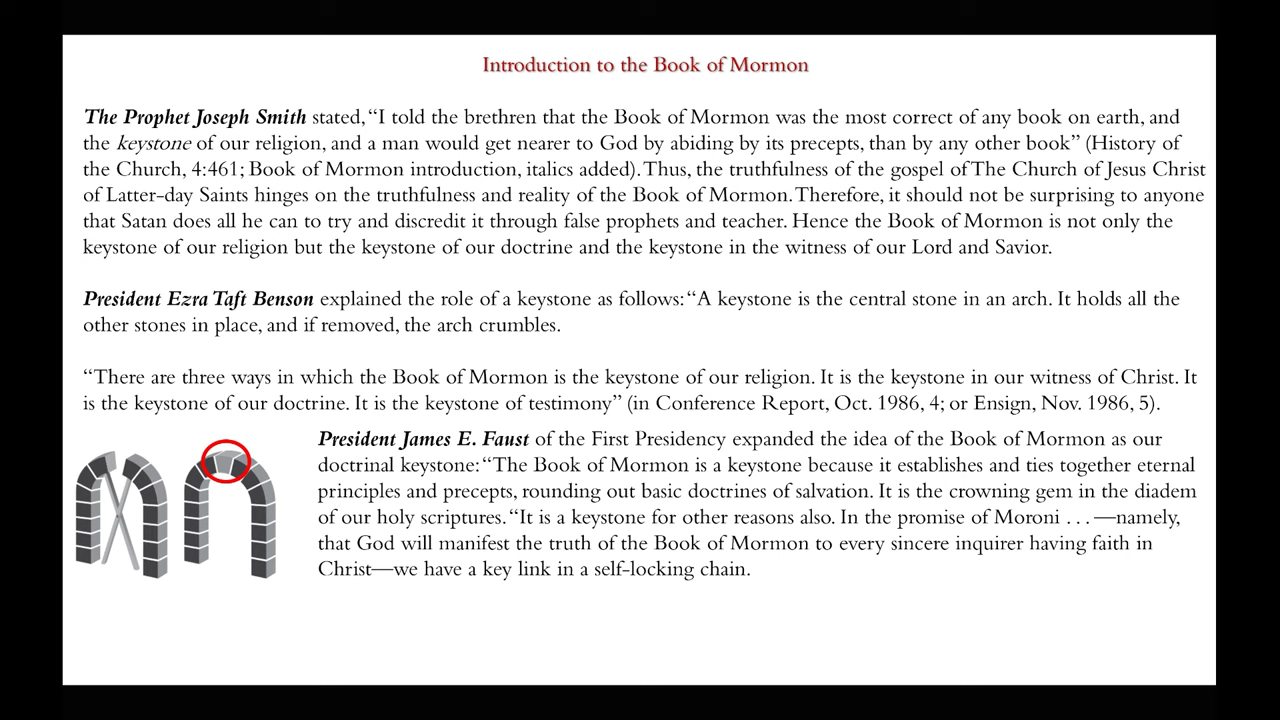 Introduction to the Book of Mormon
The Prophet Joseph Smith stated, “I told the brethren that the Book of Mormon was the most correct of any book on earth, and
the keystone of our religion, and a man would get nearer to God by abiding by its precepts, than by any other book” (History of
the Church, 4:461; Book of Mormon introduction, italics added). Thus, the truthfulness of the gospel of The Church of Jesus Christ
of Latter-day Saints hinges on the truthfulness and reality of the Book of Mormon. Therefore, it should not be surprising to anyone
that Satan does all he can to try and discredit it through false prophets and teacher. Hence the Book of Mormon is not only the
keystone of our religion but the keystone of our doctrine and the keystone in the witness of our Lord and Savior.
President Ezra Taft Benson explained the role of a keystone as follows: “A keystone is the central stone in an arch. It holds all the
other stones in place, and if removed, the arch crumbles.
“There are three ways in which the Book of Mormon is the keystone of our religion. It is the keystone in our witness of Christ. It
is the keystone of our doctrine. It is the keystone of testimony” (in Conference Report, Oct. 1986, 4; or Ensign, Nov. 1986, 5).
President James E. Faust of the First Presidency expanded the idea of the Book of Mormon as our
doctrinal keystone: “The Book of Mormon is a keystone because it establishes and ties together eternal
principles and precepts, rounding out basic doctrines of salvation. It is the crowning gem in the diadem
of our holy scriptures. “It is a keystone for other reasons also. In the promise of Moroni . . . —namely,
that God will manifest the truth of the Book of Mormon to every sincere inquirer having faith in
Christ—we have a key link in a self-locking chain.